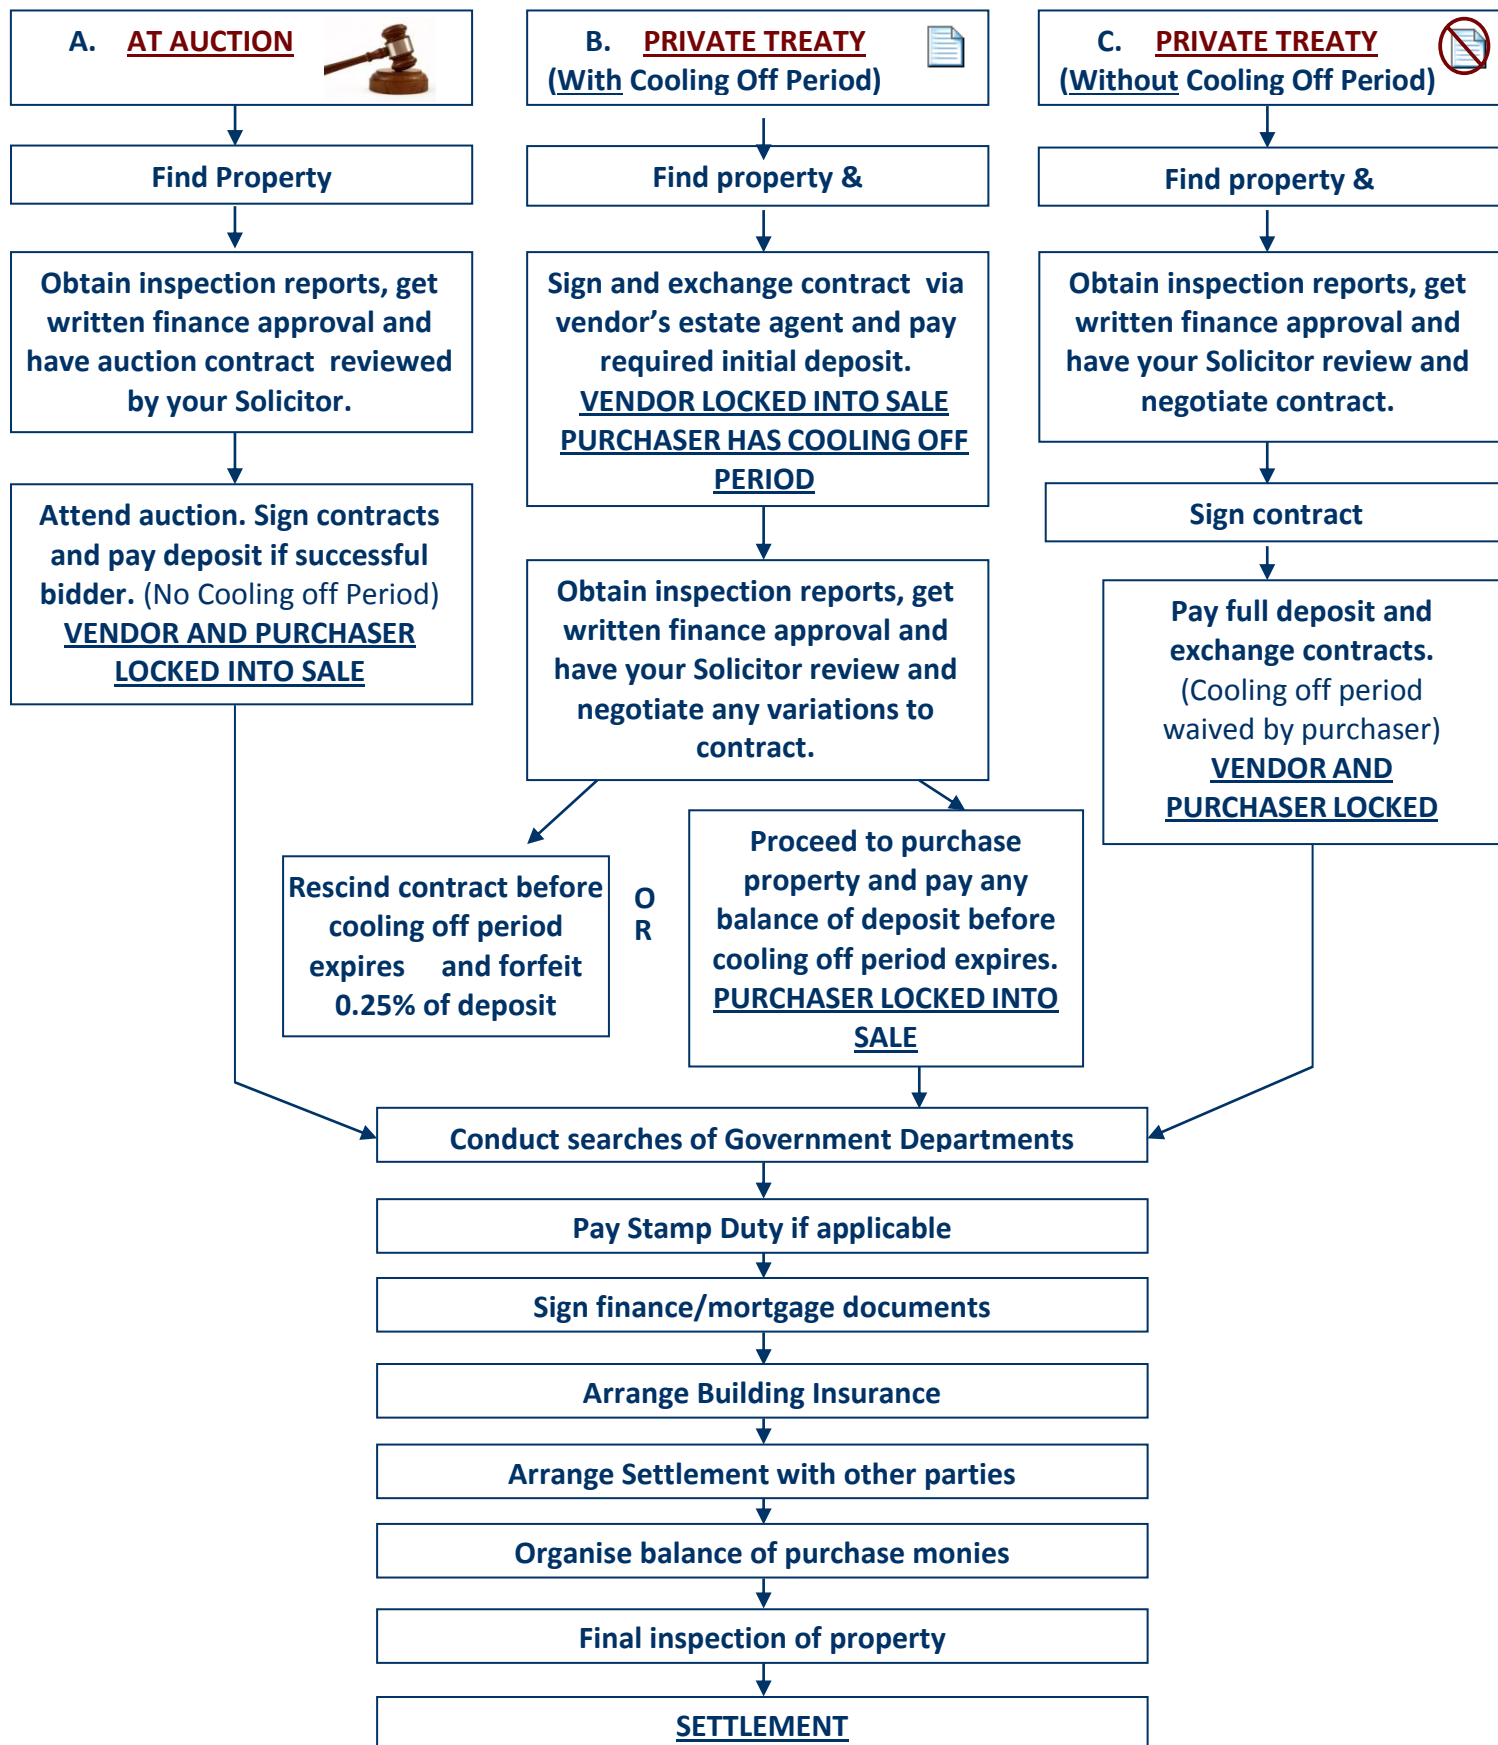 A. AT AUCTION
Find Property
Obtain inspection reports, get
written finance approval and
have auction contract reviewed
by your Solicitor.
Attend auction. Sign contracts
and pay deposit if successful
bidder. (No Cooling off Period)
VENDOR AND PURCHASER
LOCKED INTO SALE
B. PRIVATE TREATY
(With Cooling Off Period)
Find property &
Sign and exchange contract via
vendor’s estate agent and pay
required initial deposit.
VENDOR LOCKED INTO SALE
PURCHASER HAS COOLING OFF
PERIOD
Obtain inspection reports, get
written finance approval and
have your Solicitor review and
negotiate any variations to
contract.
Rescind contract before
cooling off period
expires and forfeit
0.25% of deposit
O
R
Proceed to purchase
property and pay any
balance of deposit before
cooling off period expires.
PURCHASER LOCKED INTO
SALE
C. PRIVATE TREATY
(Without Cooling Off Period)
Find property &
Obtain inspection reports, get
written finance approval and
have your Solicitor review and
negotiate contract.
Sign contract
Pay full deposit and
exchange contracts.
(Cooling off period
waived by purchaser)
VENDOR AND
PURCHASER LOCKED
Conduct searches of Government Departments
Pay Stamp Duty if applicable
Sign finance/mortgage documents
Arrange Building Insurance
Arrange Settlement with other parties
Organise balance of purchase monies
Final inspection of property
SETTLEMENT